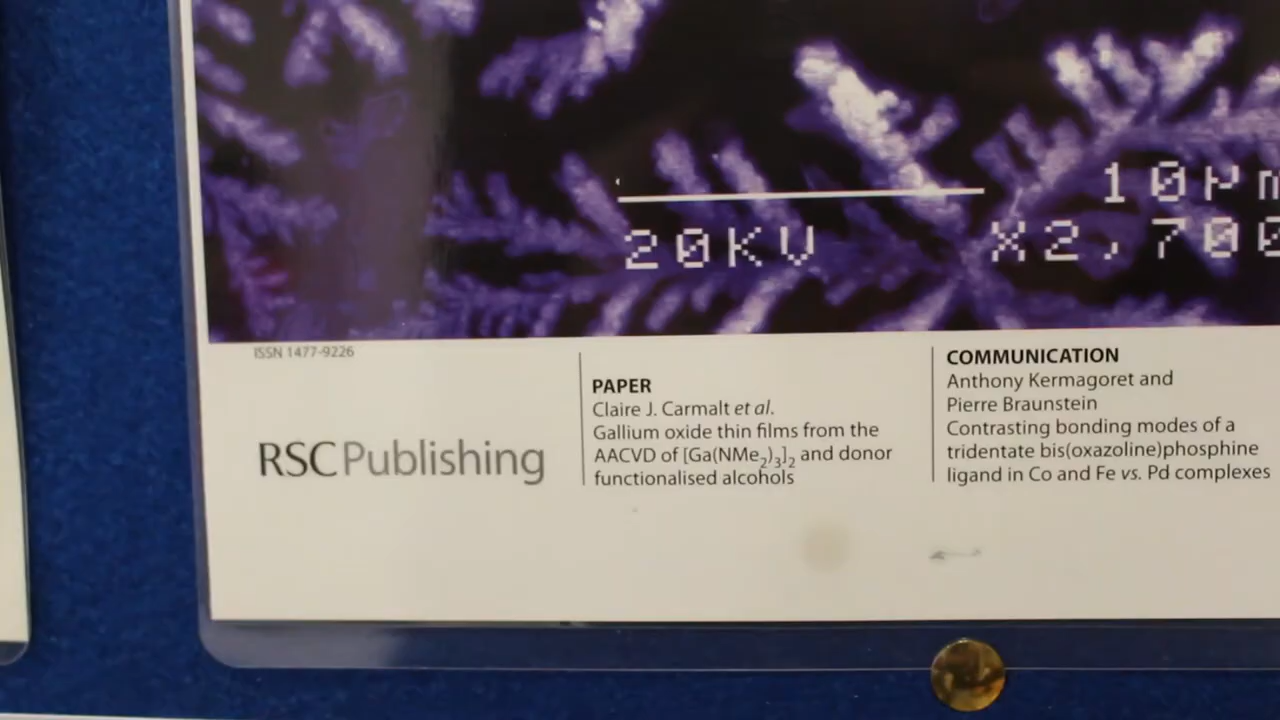 10μm
20KV X2,700
ISSN 1477-9226
RSCPublishing
PAPER
Claire J. Carmalt et al.
Gallium oxide thin films from the
AACVD of [Ga(NMe₂)₃]₂ and donor
functionalised alcohols
COMMUNICATION
Anthony Kermagoret and
Pierre Braunstein
Contrasting bonding modes of a
tridentate bis(oxazoline)phosphine
ligand in Co and Fe vs. Pd complexes